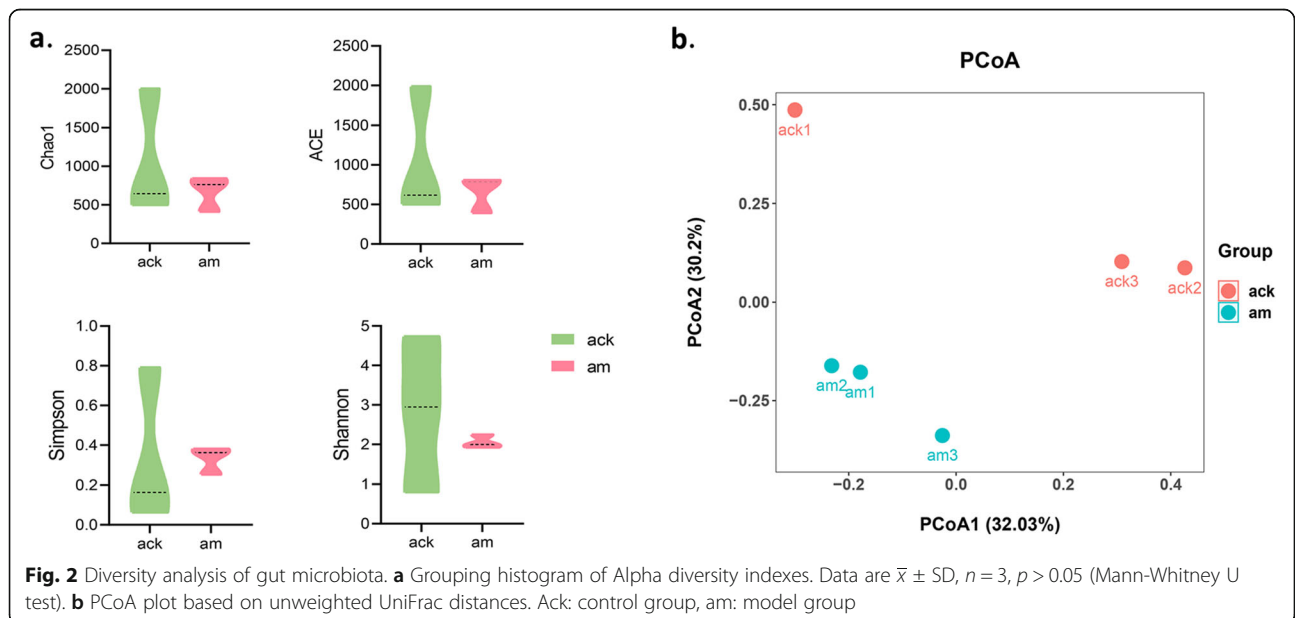 a.
2500
2000
1500
1000
500
0
Chao1
ack
am
2500
2000
1500
1000
500
0
ACE
ack
am
1.0
0.8
0.6
0.4
0.2
0.0
Simpson
ack
am
5
4
3
2
1
0
Shannon
ack
am
ack
am
b.
PCoA
0.50
0.25
0.00
−0.25
PCoA2 (30.2%)
ack1
ack3
ack2
am2
am1
am3
−0.2
0.0
0.2
0.4
PCoA1 (32.03%)
Group
ack
am
Fig. 2 Diversity analysis of gut microbiota. a Grouping histogram of Alpha diversity indexes. Data are x̅ ± SD, n = 3, p > 0.05 (Mann-Whitney U
test). b PCoA plot based on unweighted UniFrac distances. Ack: control group, am: model group